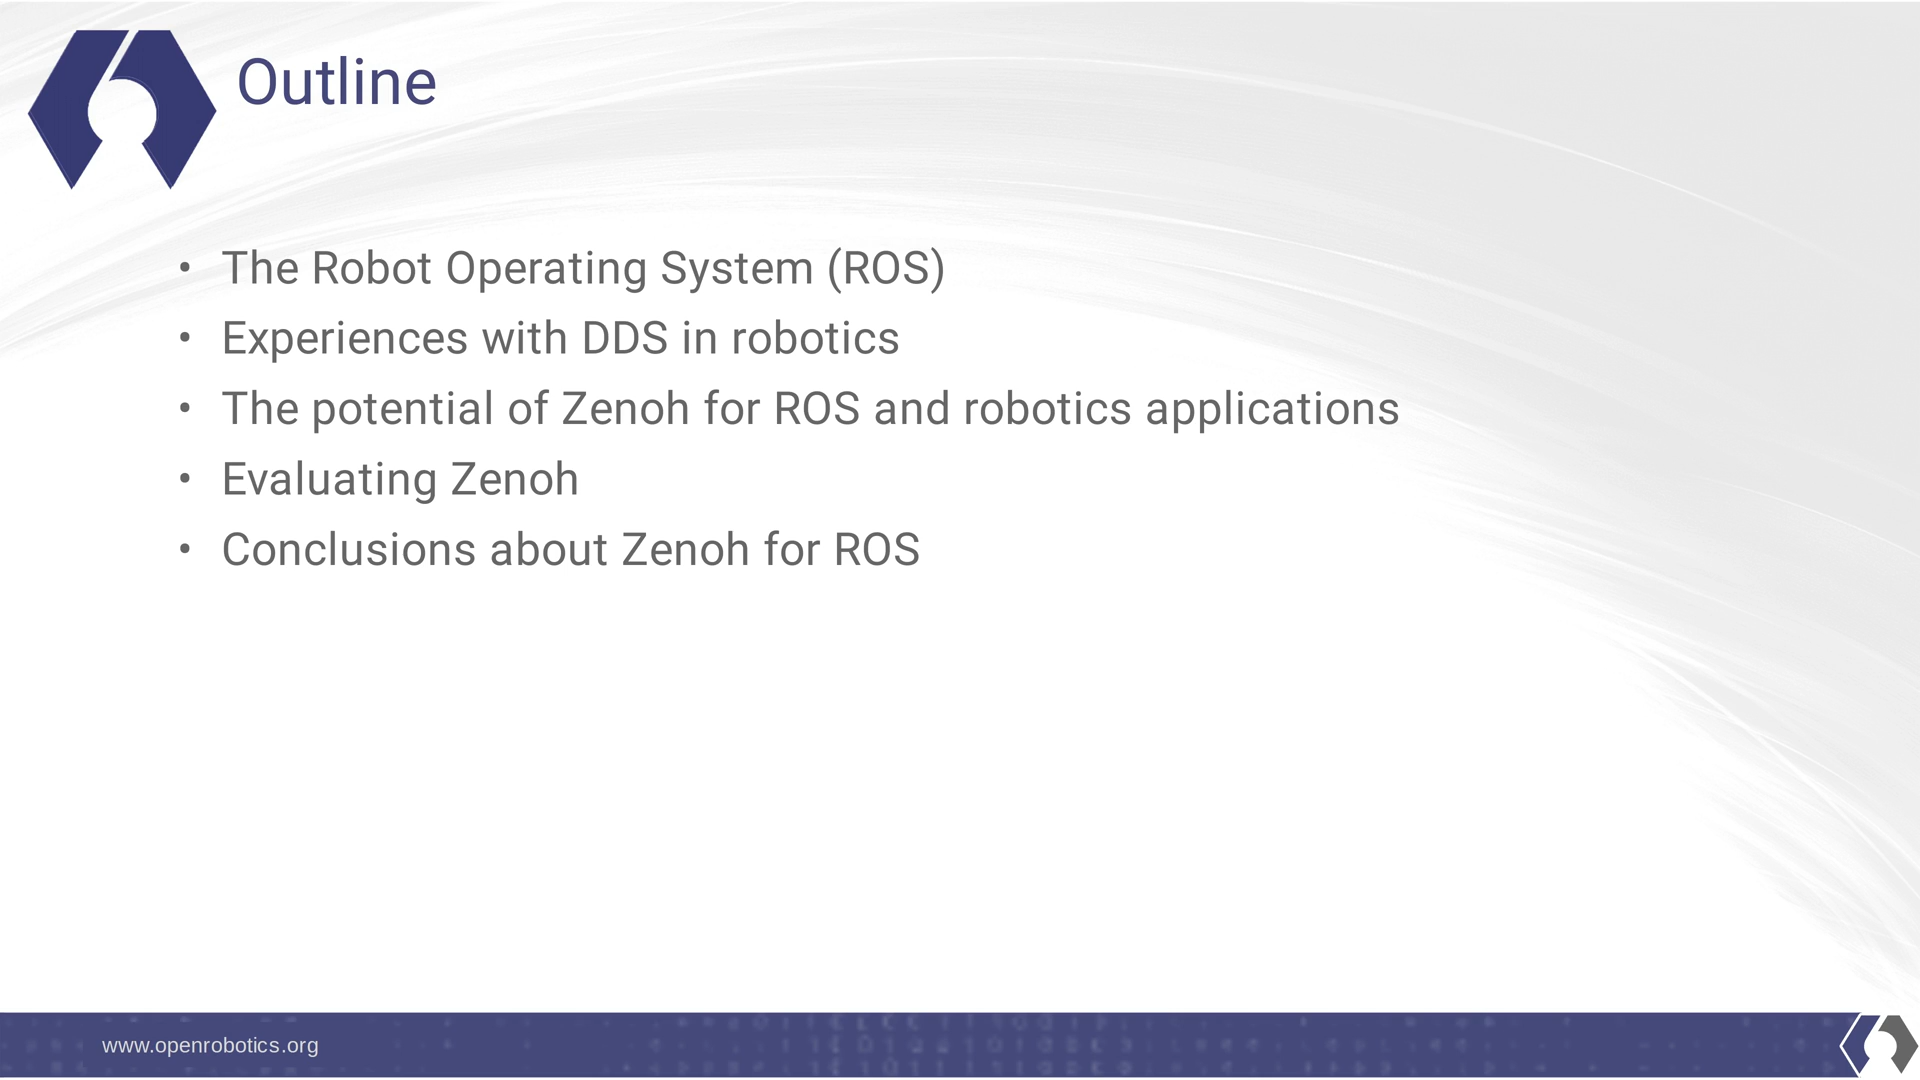 Outline
• The Robot Operating System (ROS)
• Experiences with DDS in robotics
• The potential of Zenoh for ROS and robotics applications
• Evaluating Zenoh
• Conclusions about Zenoh for ROS
www.openrobotics.org